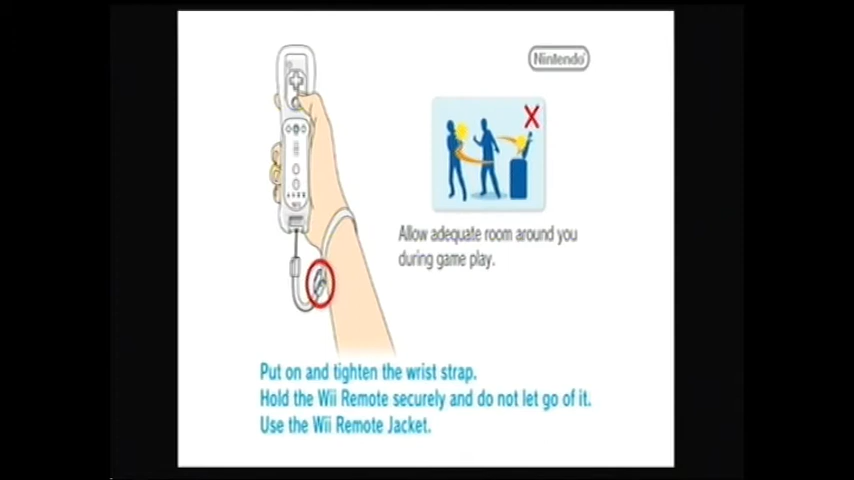 Nintendo
Allow adequate room around you
during game play.
Put on and tighten the wrist strap.
Hold the Wii Remote securely and do not let go of it.
Use the Wii Remote Jacket.